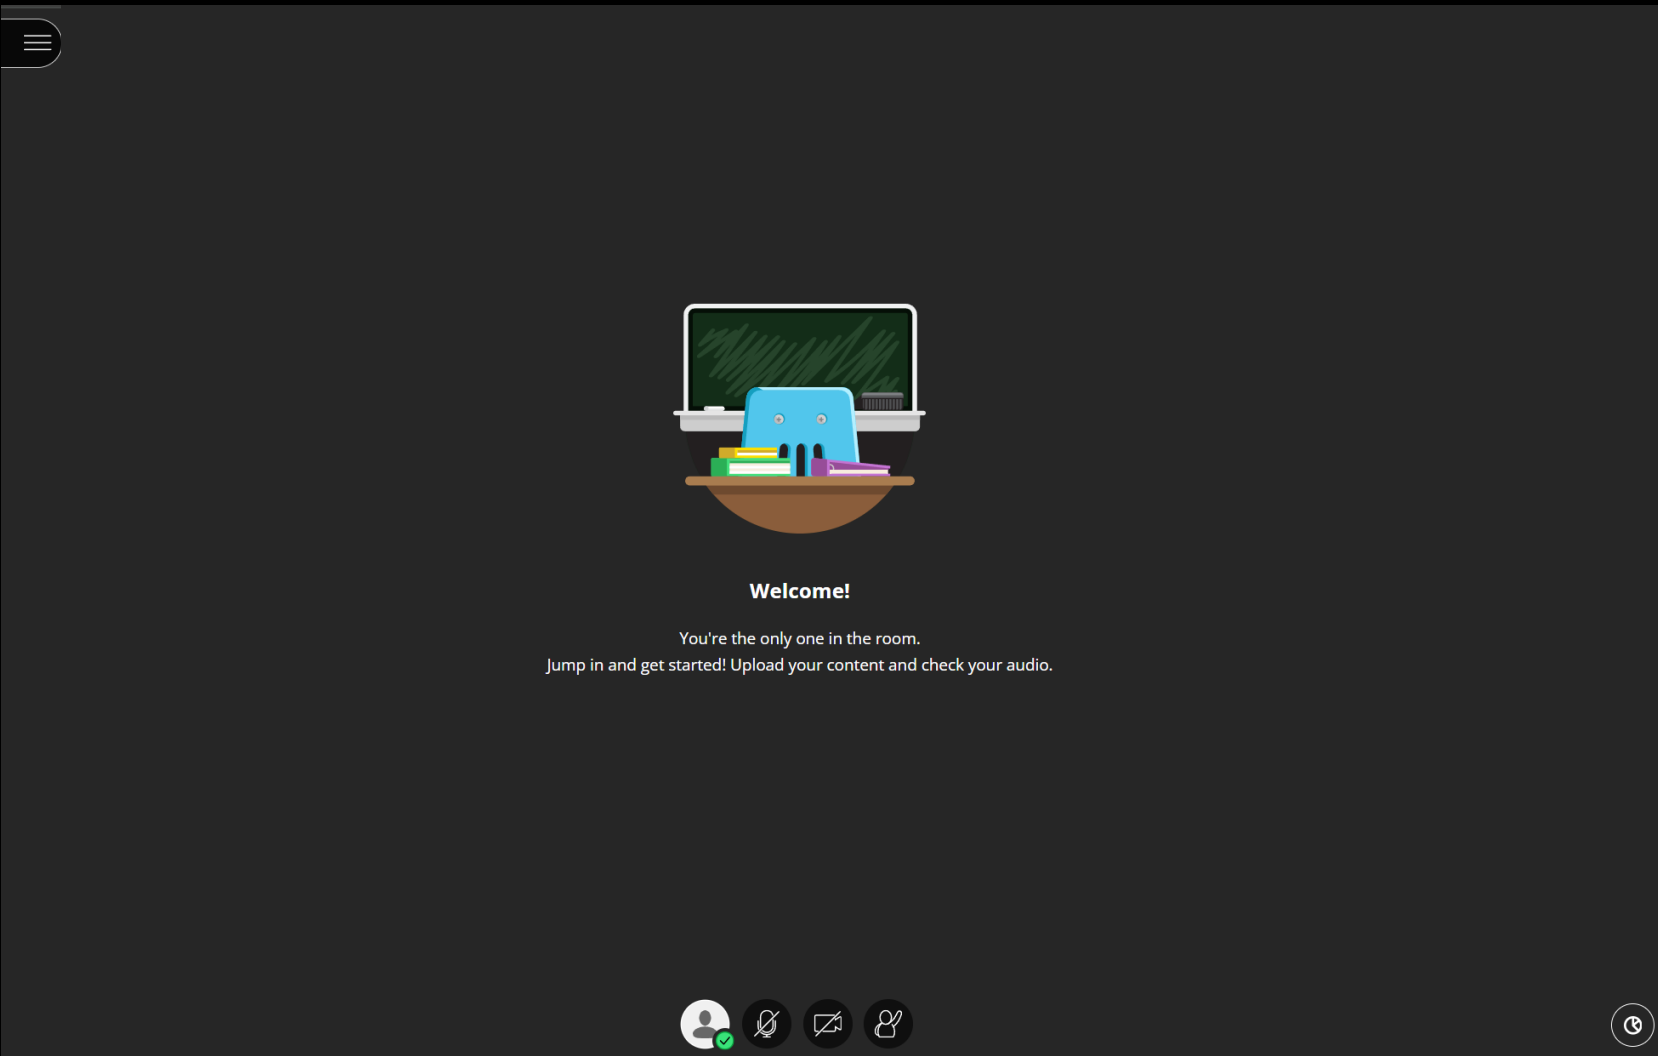 Welcome!
You're the only one in the room.
Jump in and get started! Upload your content and check your audio.